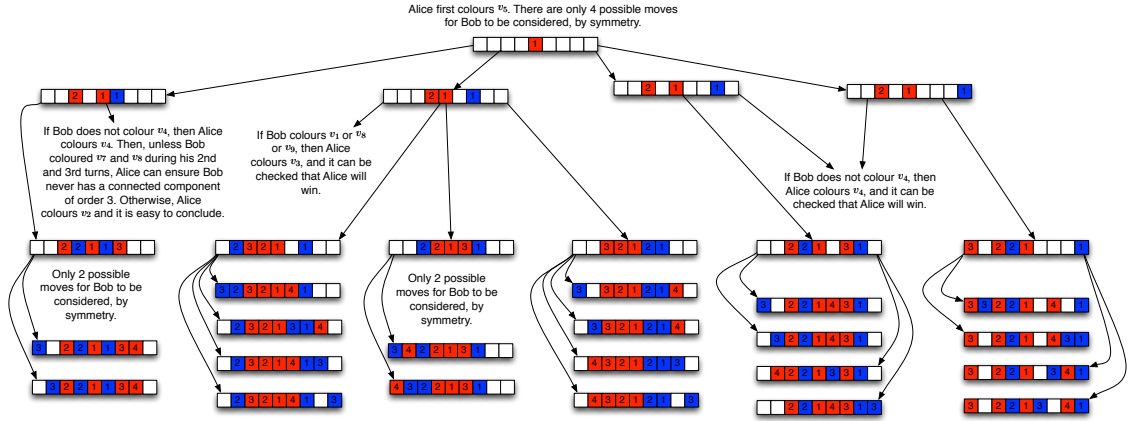 Alice first colours v₅. There are only 4 possible moves
for Bob to be considered, by symmetry.
1
2 1 1
2 1 1
2 1 1
2 1 1
If Bob does not colour v₄, then Alice
colours v₄. Then, unless Bob
coloured v₇ and v₈ during his 2nd
and 3rd turns, Alice can ensure Bob
never has a connected component
of order 3. Otherwise, Alice
colours v₂ and it is easy to conclude.
If Bob colours v₁ or v₈
or v₉, then Alice
colours v₃, and it can be
checked that Alice will
win.
If Bob does not colour v₄, then
Alice colours v₄, and it can be
checked that Alice will win.
2 2 1 1 3
Only 2 possible
moves for Bob to be
considered, by
symmetry.
3 2 2 1 1 3 4
3 2 2 1 1 3 4
2 3 2 1 1
3 2 3 2 1 4 1
2 3 2 1 3 1 4
2 3 2 1 4 1 3
2 3 2 1 4 1 3
2 2 1 3 1
Only 2 possible
moves for Bob to be
considered, by
symmetry.
3 4 2 2 1 3 1
4 3 2 2 1 3 1
3 2 1 2 1
3 3 2 1 2 1 4
3 3 2 1 2 1 4
4 3 2 1 2 1 3
4 3 2 1 2 1 3
2 2 1 3 1
3 2 2 1 4 3 1
3 2 2 1 4 3 1
4 2 2 1 3 3 1
2 2 1 4 3 1 3
3 2 2 1 1
3 3 2 2 1 4 1
3 2 2 1 4 3 1
3 2 2 1 3 4 1
3 2 2 1 3 4 1